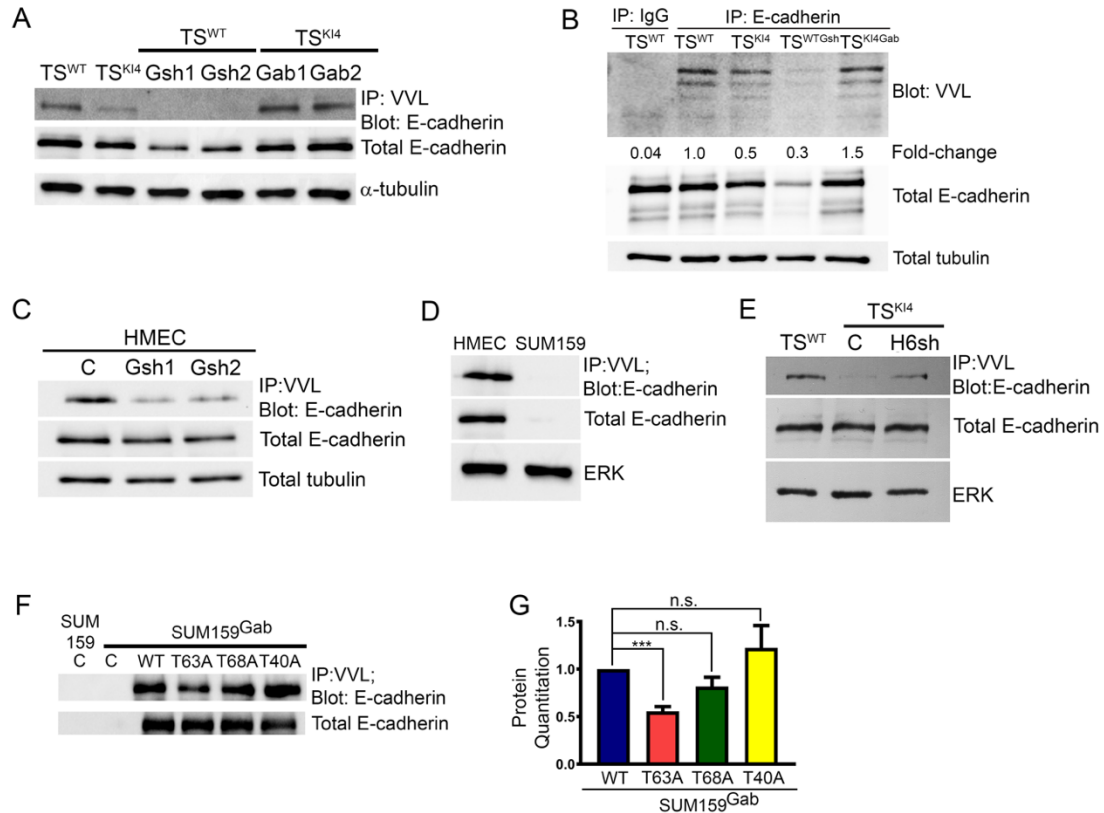 A
TS^WT TS^KI4
TS^WT TS^KI4 Gsh1 Gsh2 Gab1 Gab2
IP: VVL
Blot: E-cadherin
Total E-cadherin
α-tubulin
B
IP: IgG IP: E-cadherin
TS^WT TS^WT TS^KI4 TS^WTGsh TS^KI4Gab
Blot: VVL
0.04 1.0 0.5 0.3 1.5 Fold-change
Total E-cadherin
Total tubulin
C
HMEC
C Gsh1 Gsh2
IP:VVL
Blot: E-cadherin
Total E-cadherin
Total tubulin
D
HMEC SUM159
IP:VVL;
Blot:E-cadherin
Total E-cadherin
ERK
E
TS^KI4
TS^WT C H6sh
IP:VVL
Blot:E-cadherin
Total E-cadherin
ERK
F
SUM
159 SUM159^Gab
C C WT T63A T68A T40A
IP:VVL;
Blot: E-cadherin
Total E-cadherin
G
n.s.
n.s.
***
Protein
Quantitation
1.5
1.0
0.5
0.0
WT T63A T68A T40A
SUM159^Gab